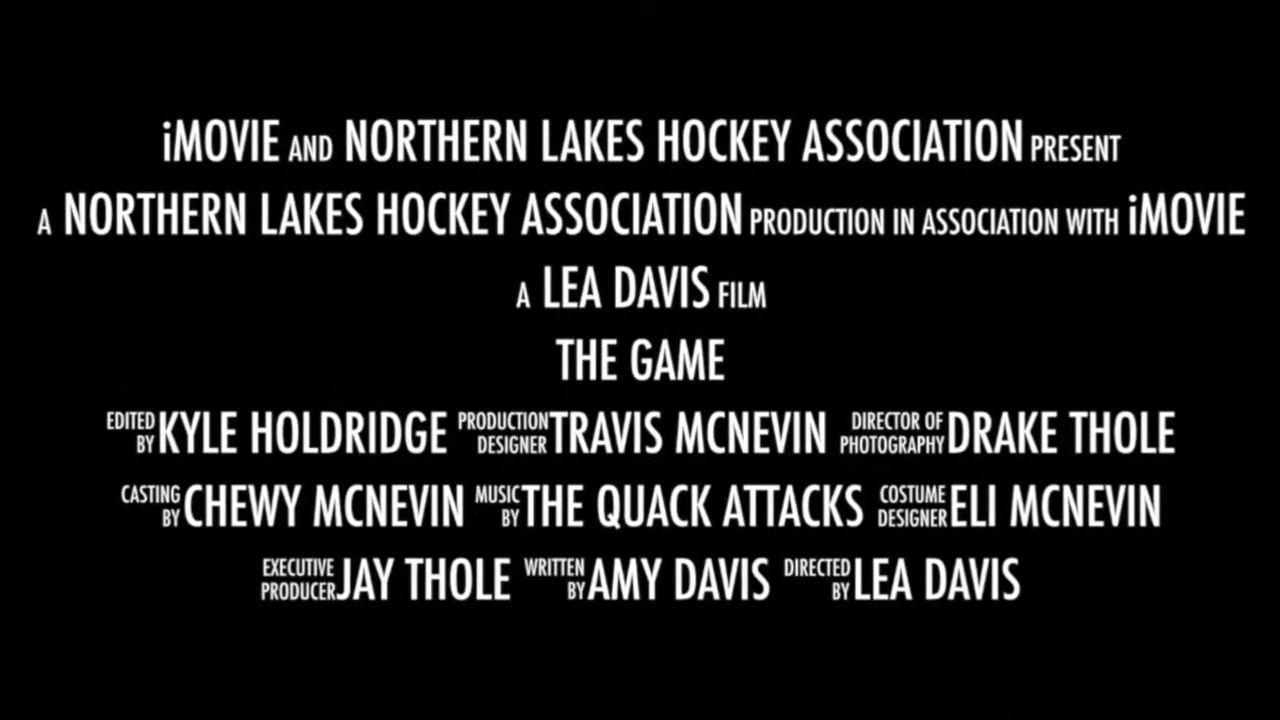 iMOVIE AND NORTHERN LAKES HOCKEY ASSOCIATION PRESENT
A NORTHERN LAKES HOCKEY ASSOCIATION PRODUCTION IN ASSOCIATION WITH iMOVIE
A LEA DAVIS FILM
THE GAME
EDITED BY KYLE HOLDRIDGE PRODUCTION DESIGNER TRAVIS MCNEVIN DIRECTOR OF PHOTOGRAPHY DRAKE THOLE
CASTING BY CHEWY MCNEVIN MUSIC BY THE QUACK ATTACKS COSTUME DESIGNER ELI MCNEVIN
EXECUTIVE PRODUCER JAY THOLE WRITTEN BY AMY DAVIS DIRECTED BY LEA DAVIS